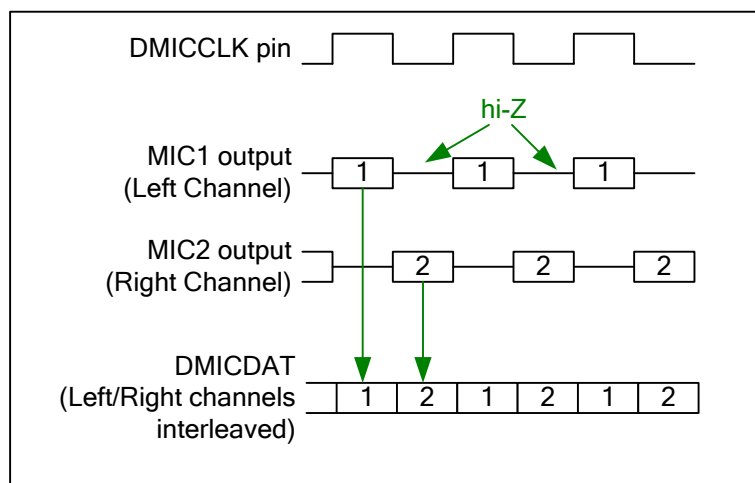 DMICCLK pin
hi-Z
MIC1 output
(Left Channel)
1 1 1
MIC2 output
(Right Channel)
2 2 2
DMICDAT
(Left/Right channels
interleaved)
1 2 1 2 1 2